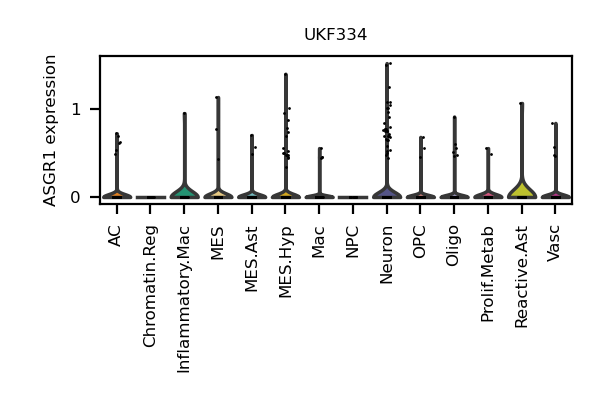 UKF334
ASGR1 expression
1
0
AC
Chromatin.Reg
Inflammatory.Mac
MES
MES.Ast
MES.Hyp
Mac
NPC
Neuron
OPC
Oligo
Prolif.Metab
Reactive.Ast
Vasc